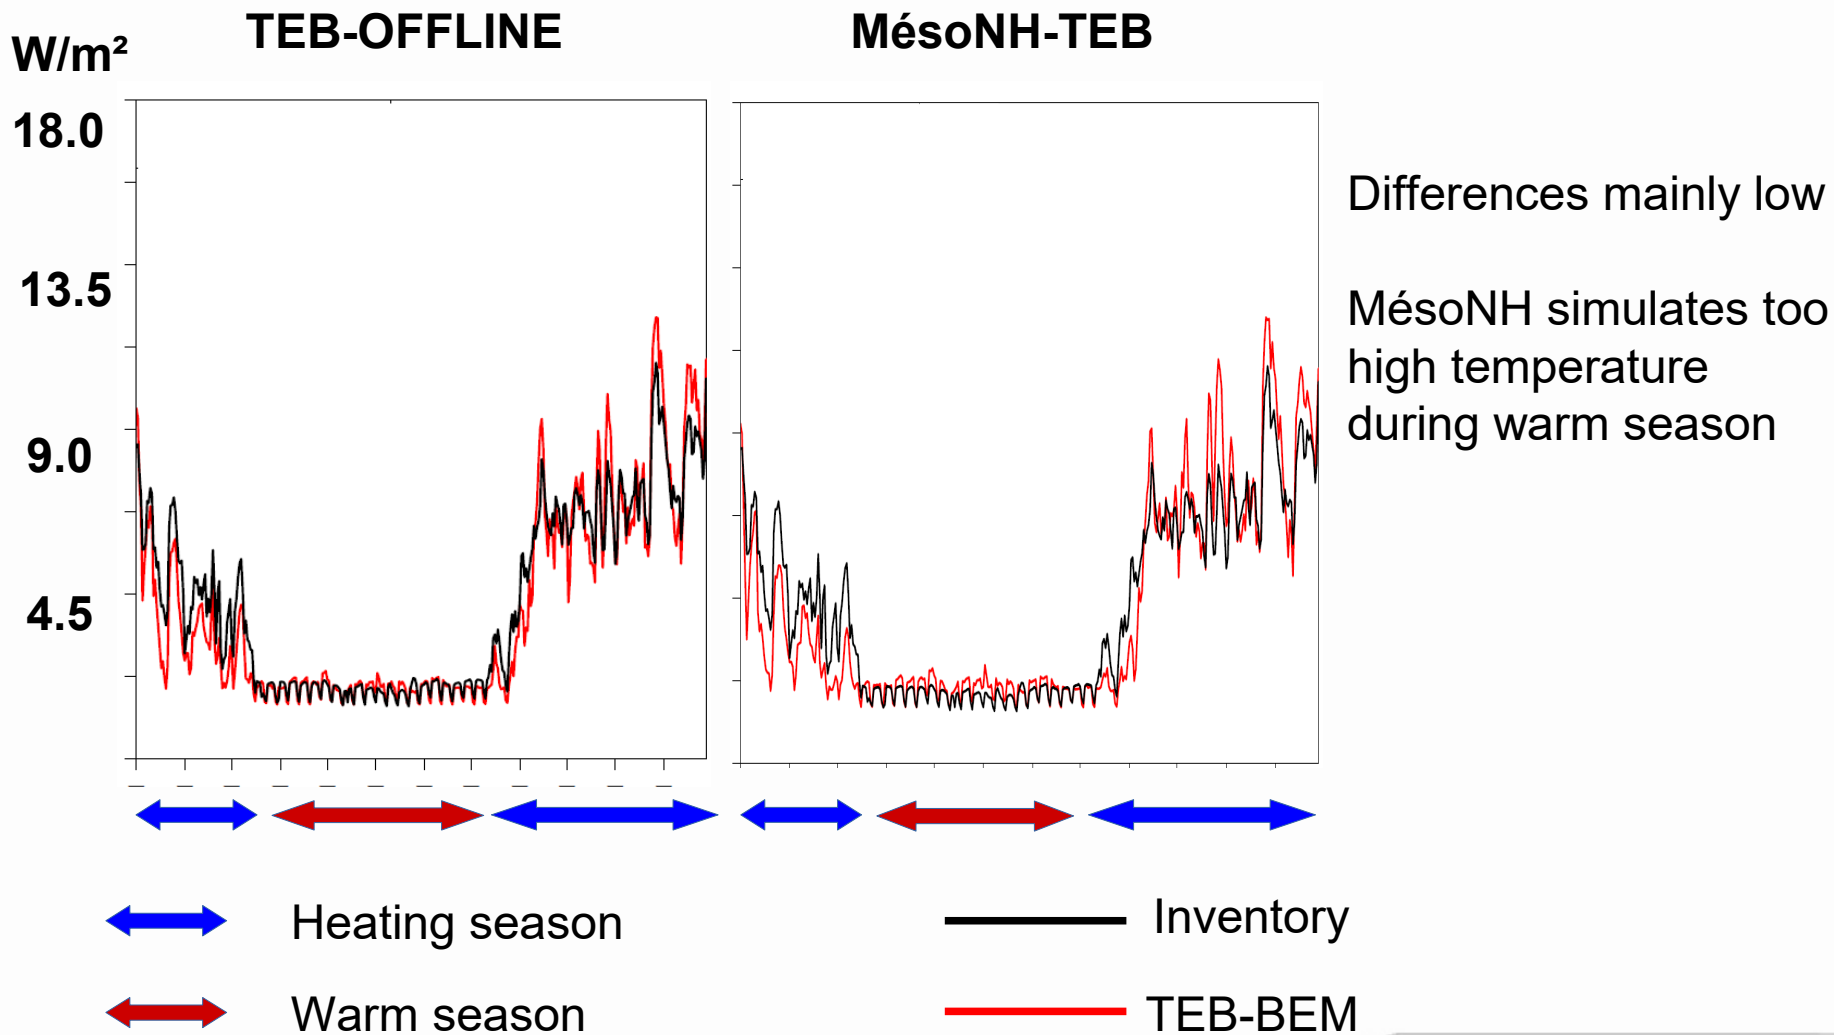 TEB-OFFLINE
MésoNH-TEB
W/m²
18.0
13.5
9.0
4.5
Differences mainly low
MésoNH simulates too
high temperature
during warm season
Heating season
Inventory
Warm season
TEB-BEM